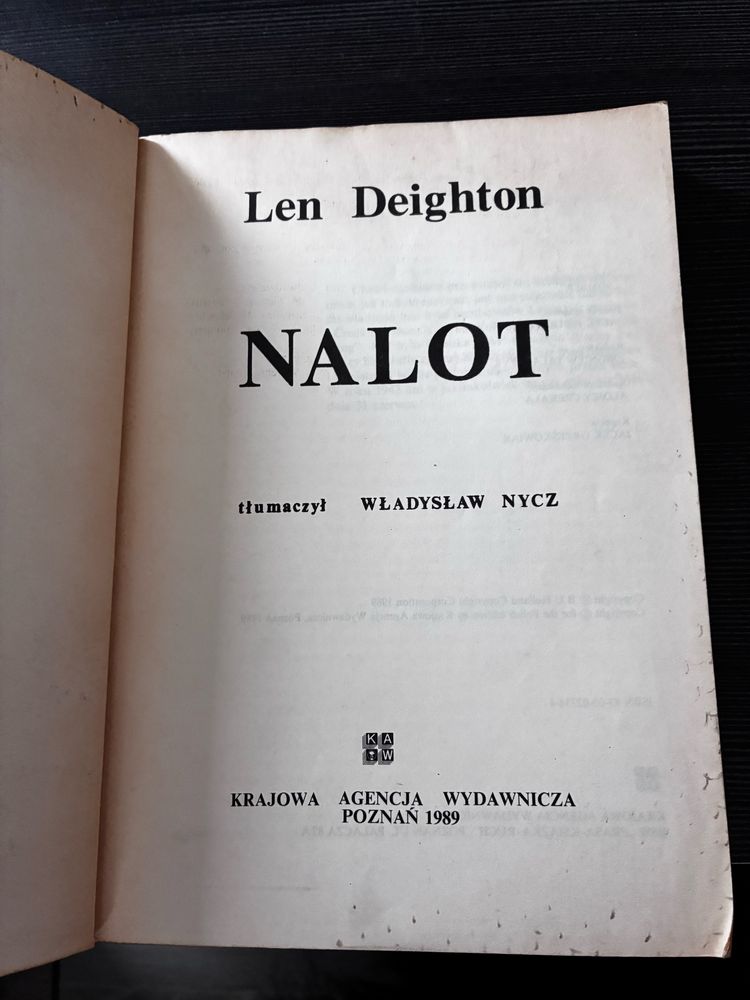 Len Deighton
NALOT
tłumaczył WŁADYSŁAW NYCZ
K A
W
KRAJOWA AGENCJA WYDAWNICZA
POZNAŃ 1989